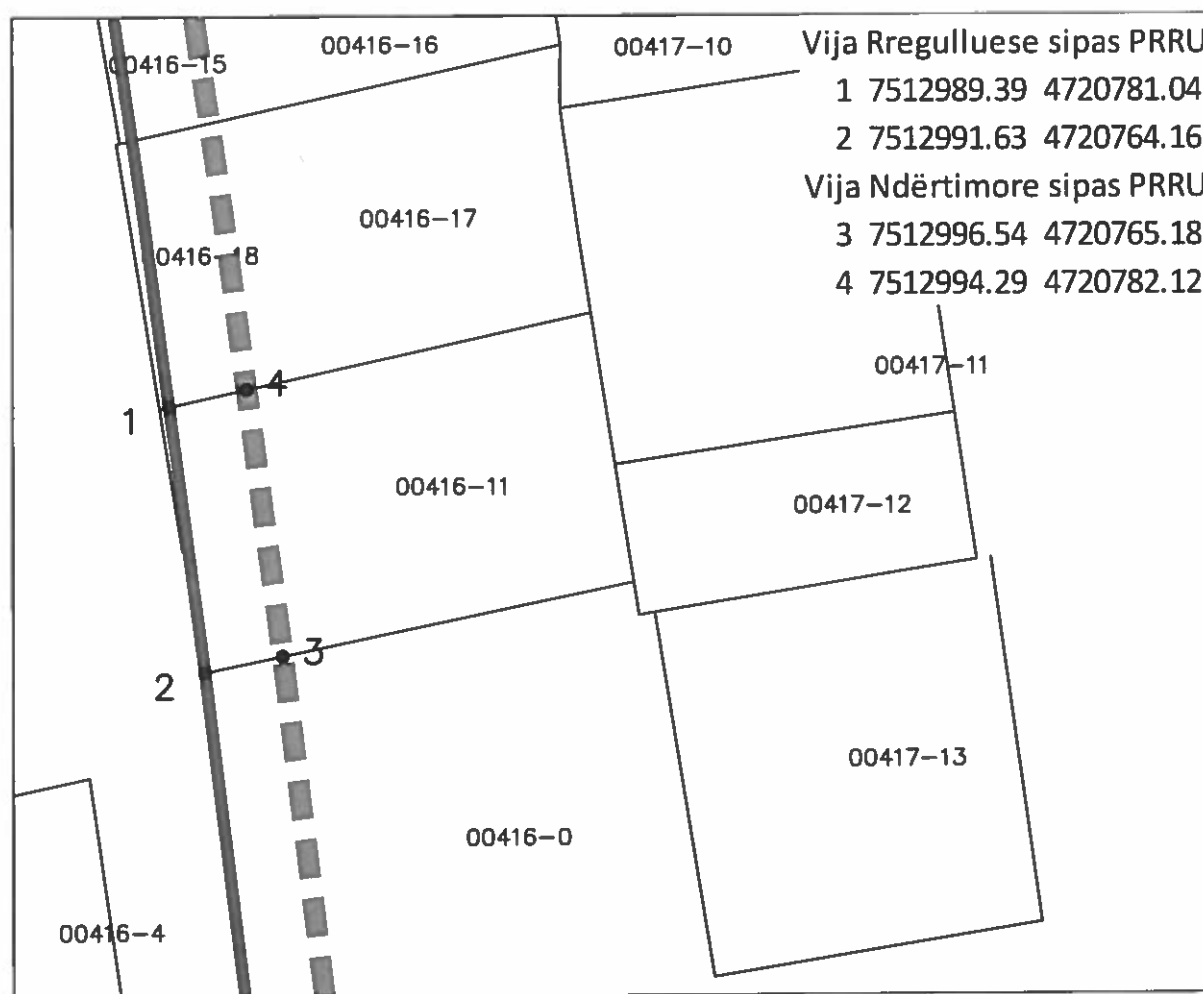 00416-15
00416-16
00417-10
Vija Rregulluese sipas PRRU
1 7512989.39 4720781.04
2 7512991.63 4720764.16
Vija Ndërtimore sipas PRRU
3 7512996.54 4720765.18
4 7512994.29 4720782.12
00416-17
00416-18
00417-11
4
1
00416-11
00417-12
3
2
00417-13
00416-0
00416-4